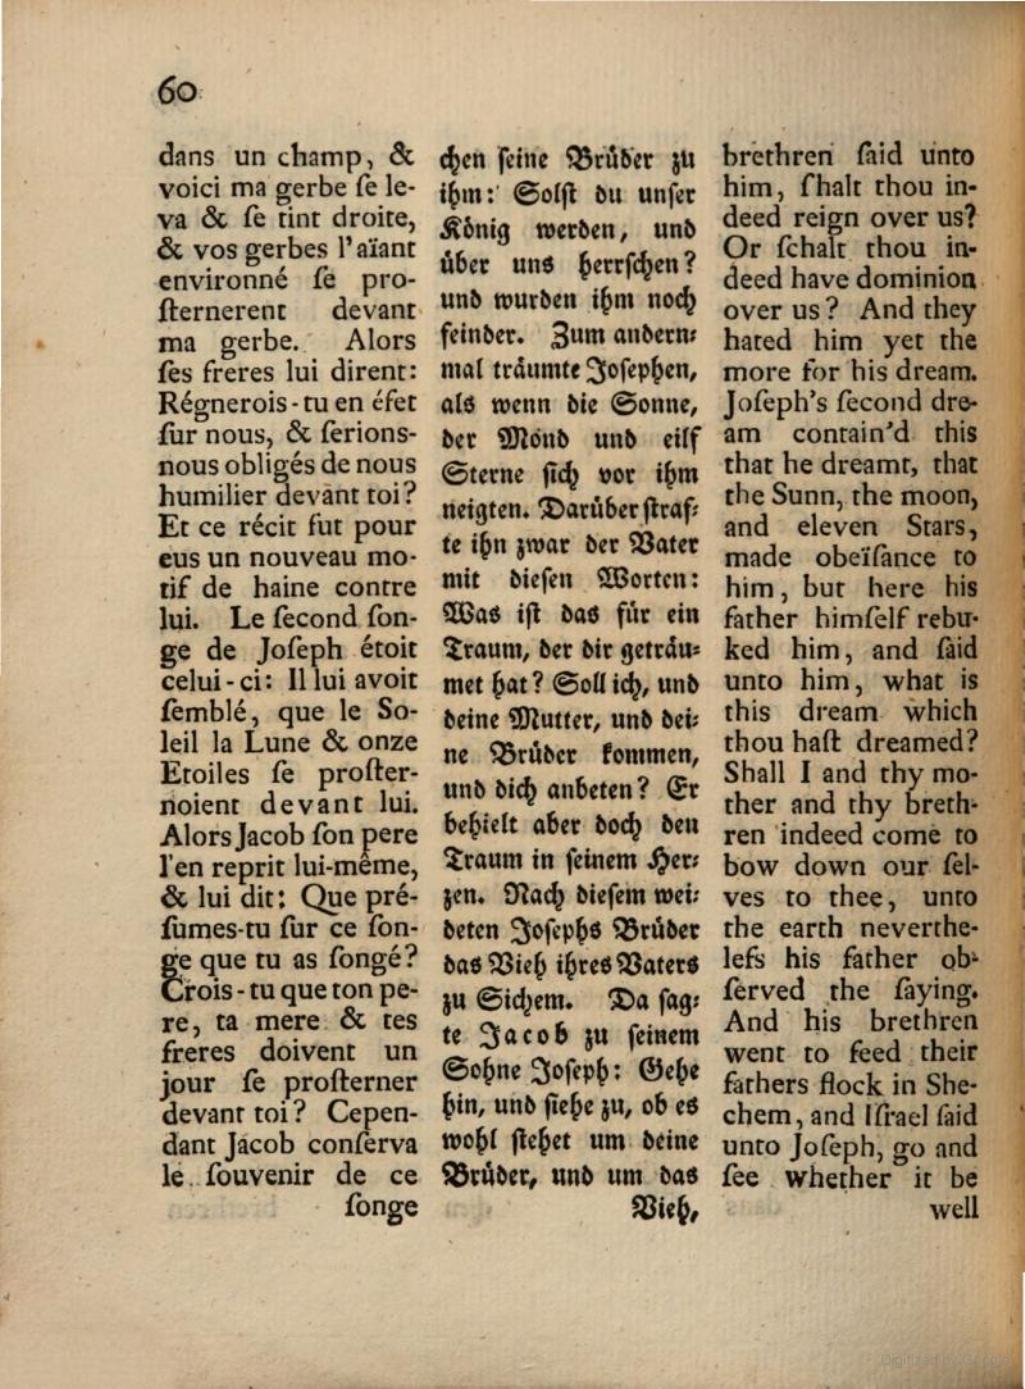 60
dans un champ, &
voici ma gerbe ſe le-
va & ſe tint droite,
& vos gerbes l'aïant
environné ſe pro-
ſternerent devant
ma gerbe. Alors
ſes freres lui dirent:
Régnerois-tu en éfet
ſur nous, & ſerions-
nous obligés de nous
humilier devant toi?
Et ce récit fut pour
eus un nouveau mo-
tif de haine contre
lui. Le ſecond ſon-
ge de Joſeph étoit
celui-ci: Il lui avoit
ſemblé, que le So-
leil la Lune & onze
Etoiles ſe proſter-
noient devant lui.
Alors Jacob ſon pere
l'en reprit lui-même,
& lui dit: Que pré-
ſumes-tu ſur ce ſon-
ge que tu as ſongé?
Crois-tu que ton pe-
re, ta mere & tes
freres doivent un
jour ſe proſterner
devant toi? Cepen-
dant Jacob conſerva
le ſouvenir de ce
ſonge
chen ſeine Brüder zu
ihm: Solſt du unſer
König werden, und
über uns herrſchen?
und wurden ihm noch
feinder. Zum andern-
mal träumte Joſephen,
als wenn die Sonne,
der Mond und eilf
Sterne ſich vor ihm
neigten. Darüber ſtraf-
te ihn zwar der Vater
mit dieſen Worten:
Was iſt das für ein
Traum, der dir geträu-
met hat? Soll ich, und
deine Mutter, und dei-
ne Brüder kommen,
und dich anbeten? Er
behielt aber doch den
Traum in ſeinem Her-
zen. Nach dieſem wei-
deten Joſephs Brüder
das Vieh ihres Vaters
zu Sichem. Da ſag-
te Jacob zu ſeinem
Sohne Joſeph: Gehe
hin, und ſiehe zu, ob es
wohl ſtehet um deine
Brüder, und um das
Vieh,
brethren ſaid unto
him, ſhalt thou in-
deed reign over us?
Or ſchalt thou in-
deed have dominion
over us? And they
hated him yet the
more for his dream.
Joſeph's ſecond dre-
am contain'd this
that he dreamt, that
the Sunn, the moon,
and eleven Stars,
made obeïſance to
him, but here his
father himſelf rebu-
ked him, and ſaid
unto him, what is
this dream which
thou haſt dreamed?
Shall I and thy mo-
ther and thy breth-
ren indeed come to
bow down our ſel-
ves to thee, unto
the earth neverthe-
leſs his father ob-
ſerved the ſaying.
And his brethren
went to feed their
fathers flock in She-
chem, and Iſrael ſaid
unto Joſeph, go and
ſee whether it be
well